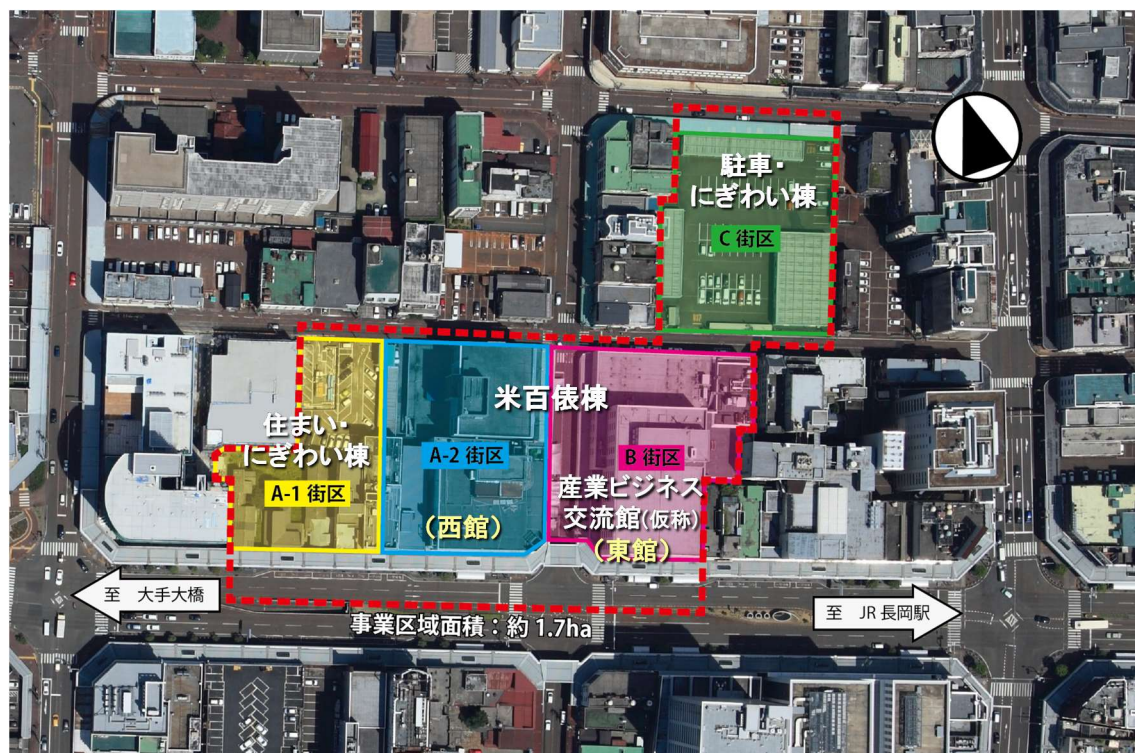 駐車・
にぎわい棟
C 街区
米百俵棟
住まい・
にぎわい棟
A-1 街区
A-2 街区
(西館)
B 街区
産業ビジネス
交流館(仮称)
(東館)
至 大手大橋
至 JR 長岡駅
事業区域面積：約 1.7ha